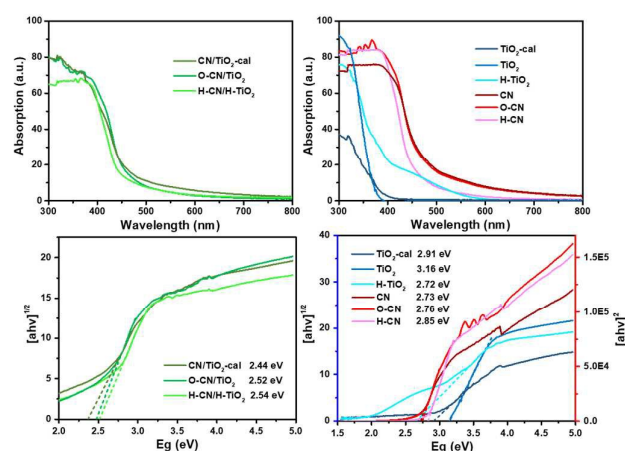 Absorption (a.u.)
100
80
60
40
20
0
300 400 500 600 700 800
Wavelength (nm)
CN/TiO2-cal
O-CN/TiO2
H-CN/H-TiO2
Absorption (a.u.)
100
80
60
40
20
0
300 400 500 600 700 800
Wavelength (nm)
TiO2-cal
TiO2
H-TiO2
CN
O-CN
H-CN
[ahv]1/2
20
15
10
5
0
2.0 2.5 3.0 3.5 4.0 4.5 5.0
Eg (eV)
CN/TiO2-cal 2.44 eV
O-CN/TiO2 2.52 eV
H-CN/H-TiO2 2.54 eV
[ahv]1/2
40
30
20
10
0
1.5 2.0 2.5 3.0 3.5 4.0 4.5 5.0
Eg (eV)
TiO2-cal 2.91 eV
TiO2 3.16 eV
H-TiO2 2.72 eV
CN 2.73 eV
O-CN 2.76 eV
H-CN 2.85 eV
1.5E5
1.0E5
5.0E4
0.0
[ahv]2